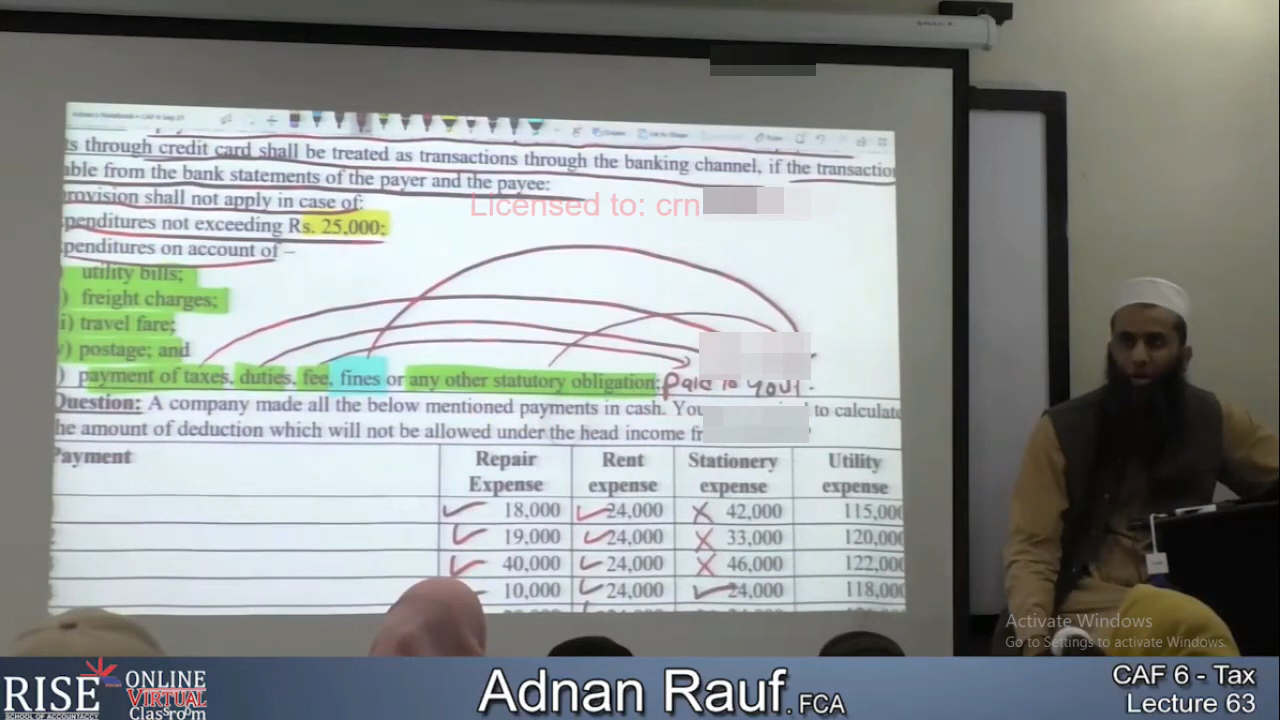 ts through credit card shall be treated as transactions through the banking channel, if the transaction
able from the bank statements of the payer and the payee:
rovision shall not apply in case of:
Licensed to: crn
penditures not exceeding Rs. 25,000;
penditures on account of –
) utility bills;
) freight charges;
i) travel fare;
v) postage; and
) payment of taxes, duties, fee, fines or any other statutory obligation;
Paid to Govt.
Question: A company made all the below mentioned payments in cash. You to calculate
he amount of deduction which will not be allowed under the head income fr
Payment Repair Expense Rent expense Stationery expense Utility expense
18,000 24,000 42,000 115,000
19,000 24,000 33,000 120,000
40,000 24,000 46,000 122,000
10,000 24,000 24,000 118,000
Activate Windows
Go to Settings to activate Windows.
RISE
SCHOOL OF ACCOUNTANCY
ONLINE
VIRTUAL
Classroom
Adnan Rauf. FCA
CAF 6 - Tax
Lecture 63